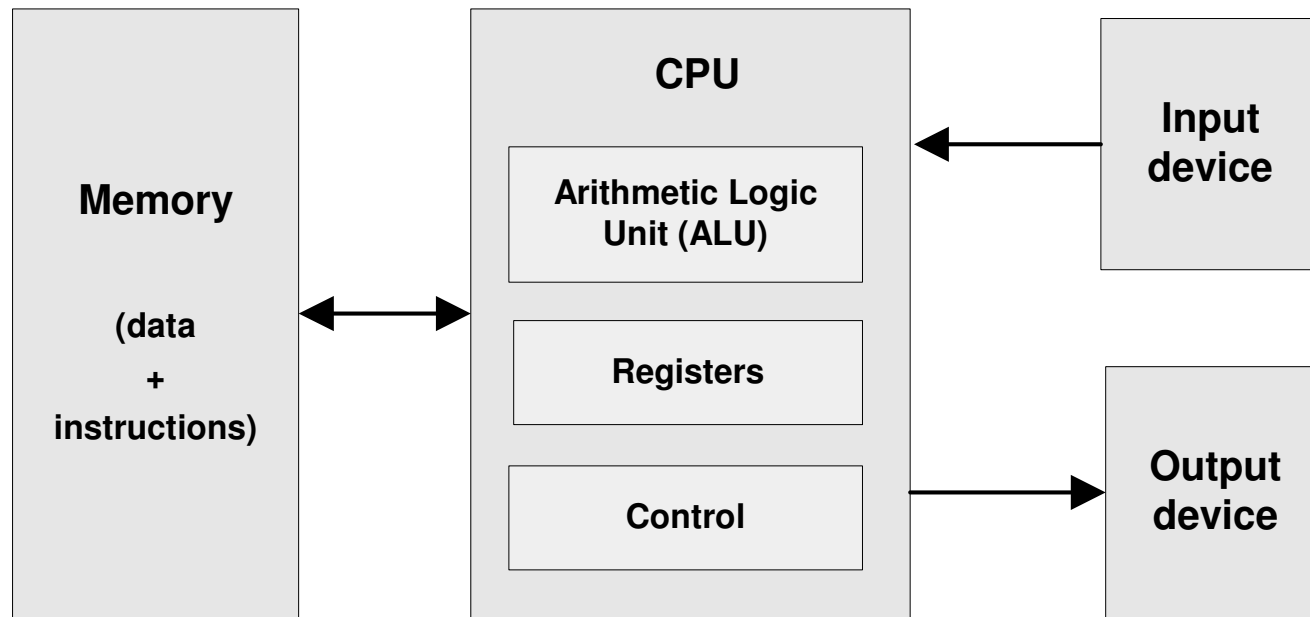 Memory
(data
+
instructions)
CPU
Arithmetic Logic
Unit (ALU)
Registers
Control
Input
device
Output
device